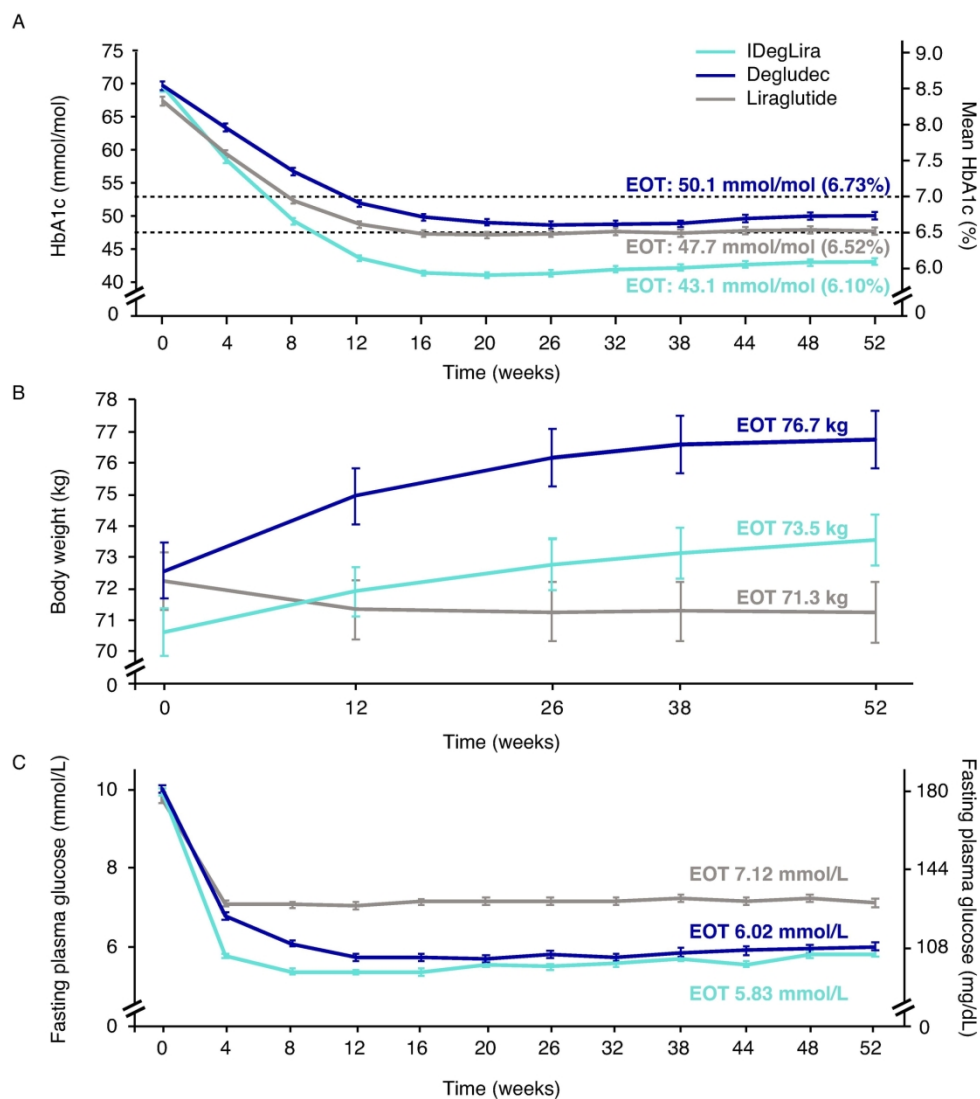 A
HbA1c (mmol/mol)
75
70
65
60
55
50
45
40
0
IDegLira
Degludec
Liraglutide
9.0
8.5
8.0
7.5
7.0
6.5
6.0
0
Mean HbA1c (%)
EOT: 50.1 mmol/mol (6.73%)
EOT: 47.7 mmol/mol (6.52%)
EOT: 43.1 mmol/mol (6.10%)
0 4 8 12 16 20 26 32 38 44 48 52
Time (weeks)
B
Body weight (kg)
78
77
76
75
74
73
72
71
70
0
EOT 76.7 kg
EOT 73.5 kg
EOT 71.3 kg
0 12 26 38 52
Time (weeks)
C
Fasting plasma glucose (mmol/L)
10
8
6
0
EOT 7.12 mmol/L
EOT 6.02 mmol/L
EOT 5.83 mmol/L
180
144
108
0
Fasting plasma glucose (mg/dL)
0 4 8 12 16 20 26 32 38 44 48 52
Time (weeks)